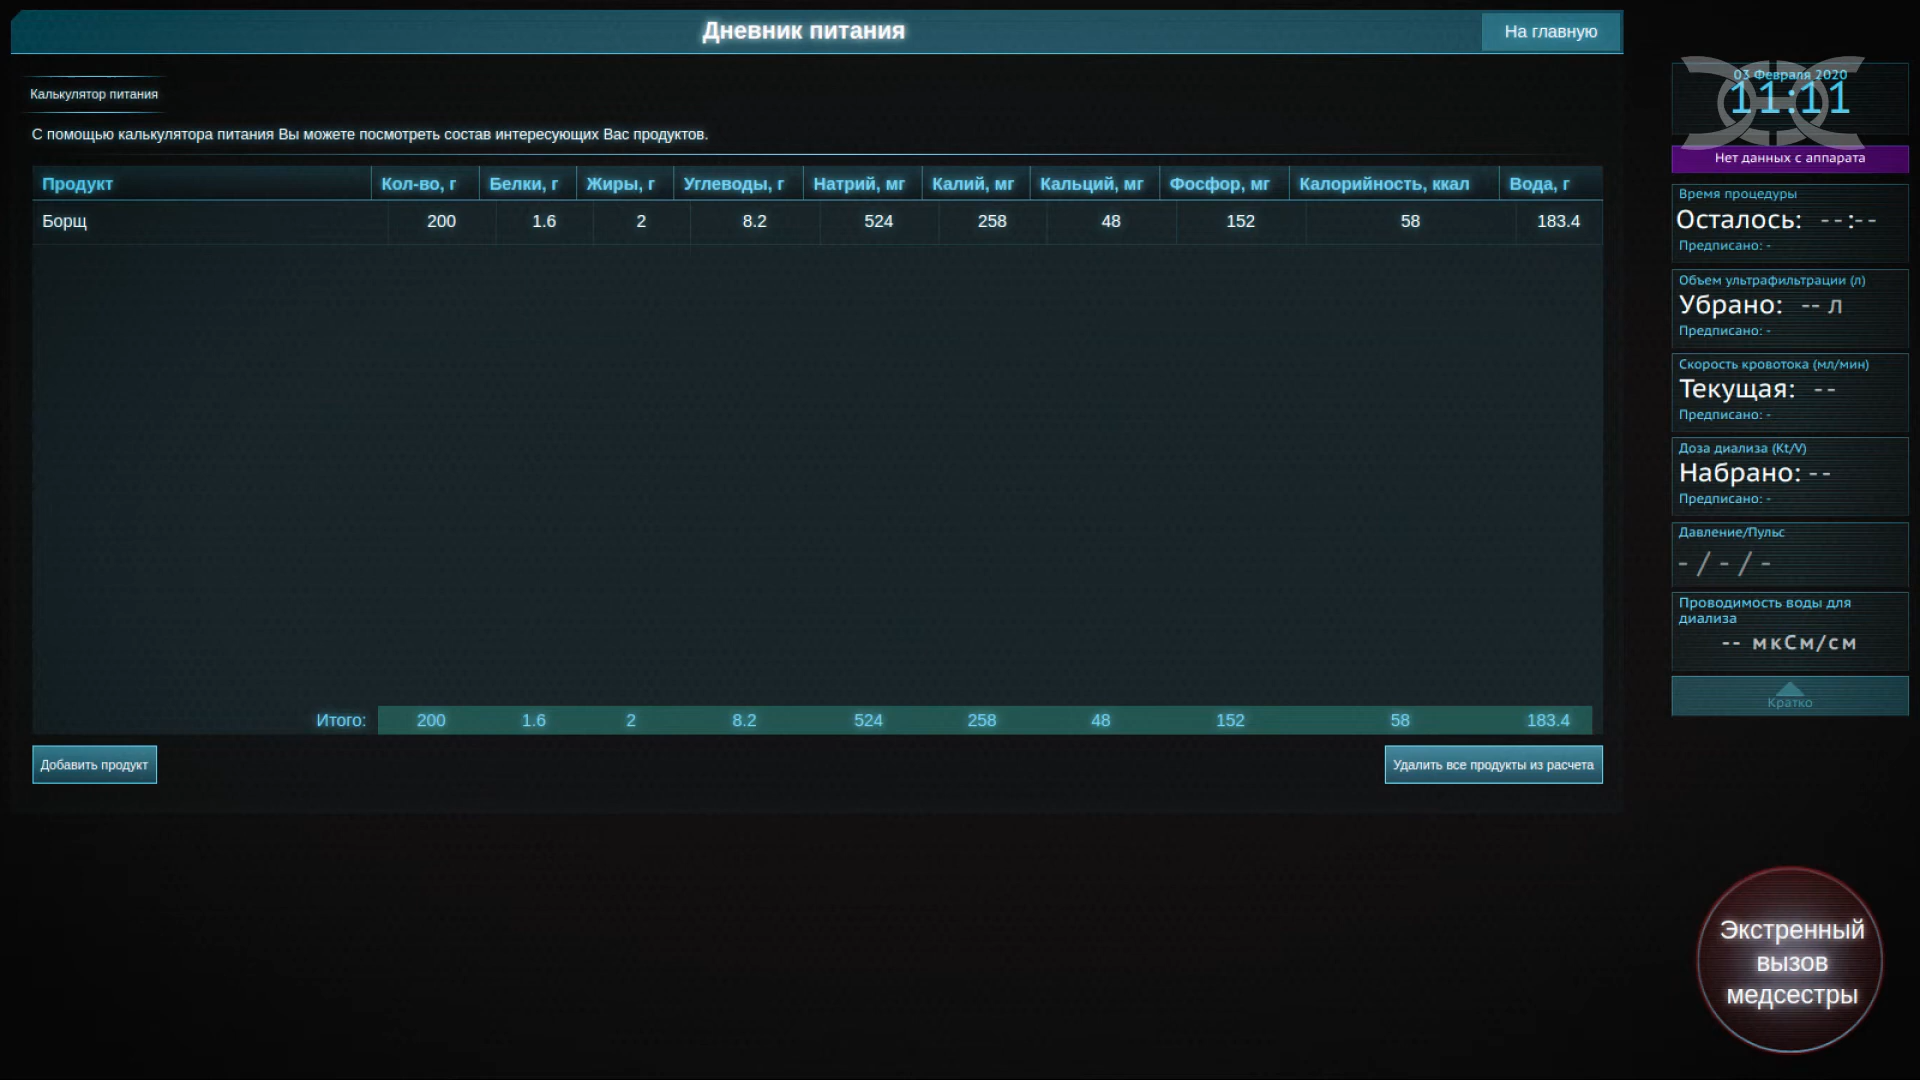 Дневник питания
На главную
Калькулятор питания
С помощью калькулятора питания Вы можете посмотреть состав интересующих Вас продуктов.
Продукт Кол-во, г Белки, г Жиры, г Углеводы, г Натрий, мг Калий, мг Кальций, мг Фосфор, мг Калорийность, ккал Вода, г
Борщ 200 1.6 2 8.2 524 258 48 152 58 183.4
Итого: 200 1.6 2 8.2 524 258 48 152 58 183.4
Добавить продукт
Удалить все продукты из расчета
03 Февраля 2020
11:11
Нет данных с аппарата
Время процедуры
Осталось: --:--
Предписано: -
Объем ультрафильтрации (л)
Убрано: -- л
Предписано: -
Скорость кровотока (мл/мин)
Текущая: --
Предписано: -
Доза диализа (Kt/V)
Набрано: --
Предписано: -
Давление/Пульс
- / - / -
Проводимость воды для
диализа
-- мкСм/см
Кратко
Экстренный
вызов
медсестры